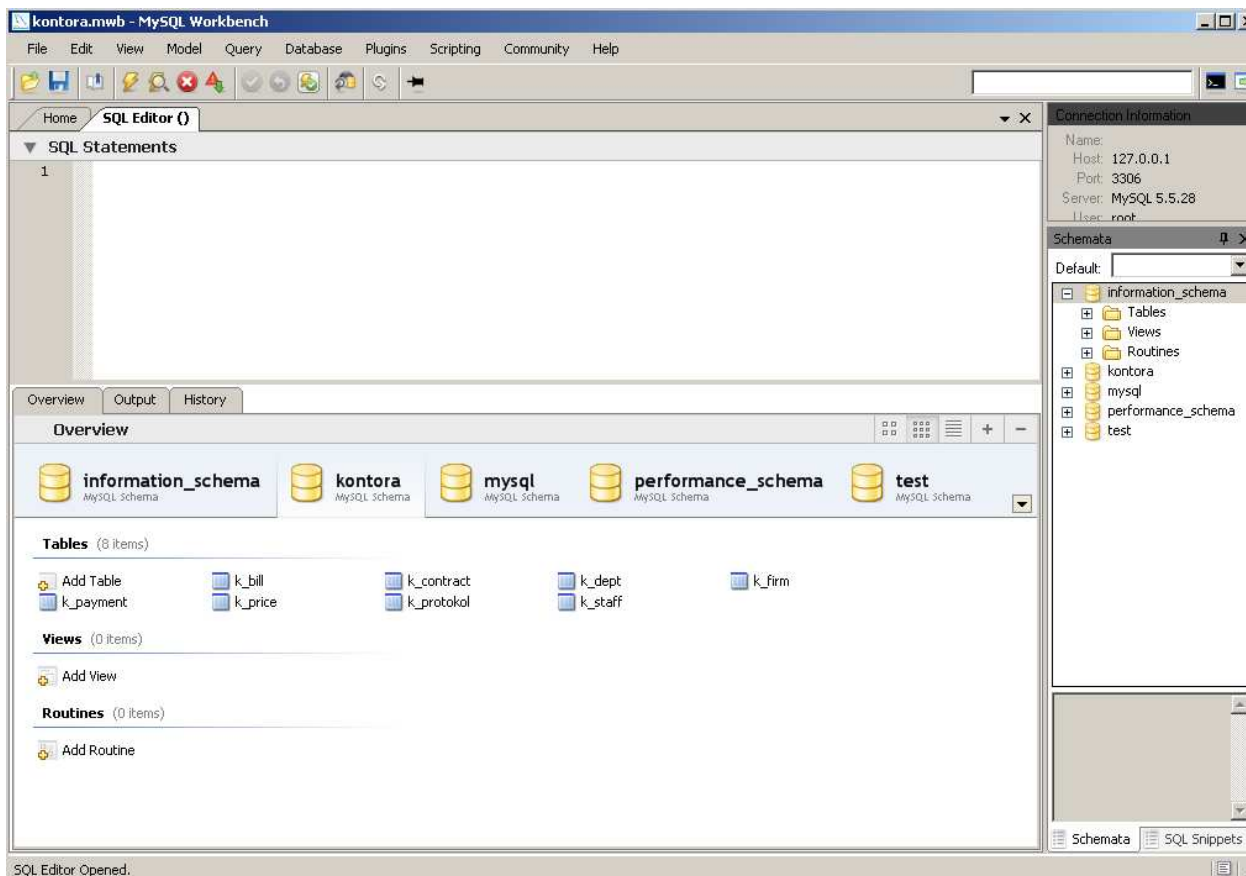 kontora.mwb - MySQL Workbench
File Edit View Model Query Database Plugins Scripting Community Help
Home SQL Editor ()
SQL Statements
1
Overview Output History
Overview
information_schema kontora mysql performance_schema test
MySQL Schema MySQL Schema MySQL Schema MySQL Schema MySQL Schema
Tables (8 items)
Add Table k_bill k_contract k_dept k_firm
k_payment k_price k_protokol k_staff
Views (0 items)
Add View
Routines (0 items)
Add Routine
Connection Information
Name:
Host: 127.0.0.1
Port: 3306
Server: MySQL 5.5.28
User: root
Schemata
Default:
information_schema
Tables
Views
Routines
kontora
mysql
performance_schema
test
Schemata SQL Snippets
SQL Editor Opened.